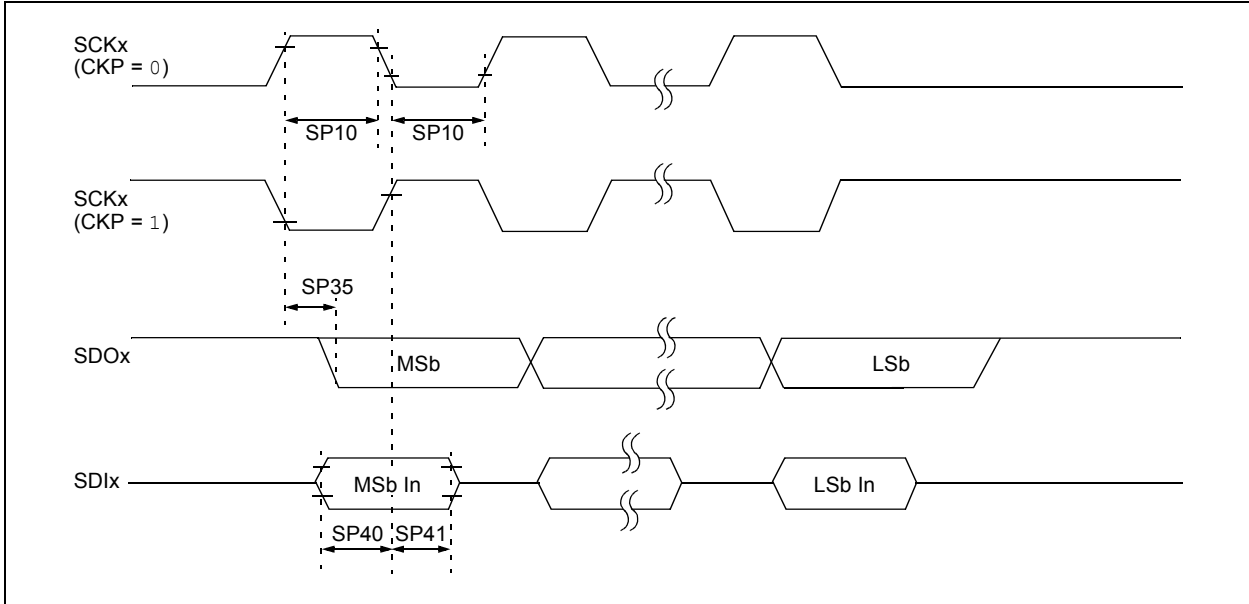 SCKx
(CKP = 0)
SP10
SP10
SCKx
(CKP = 1)
SP35
SDOx
MSb
LSb
SDIx
MSb In
LSb In
SP40
SP41